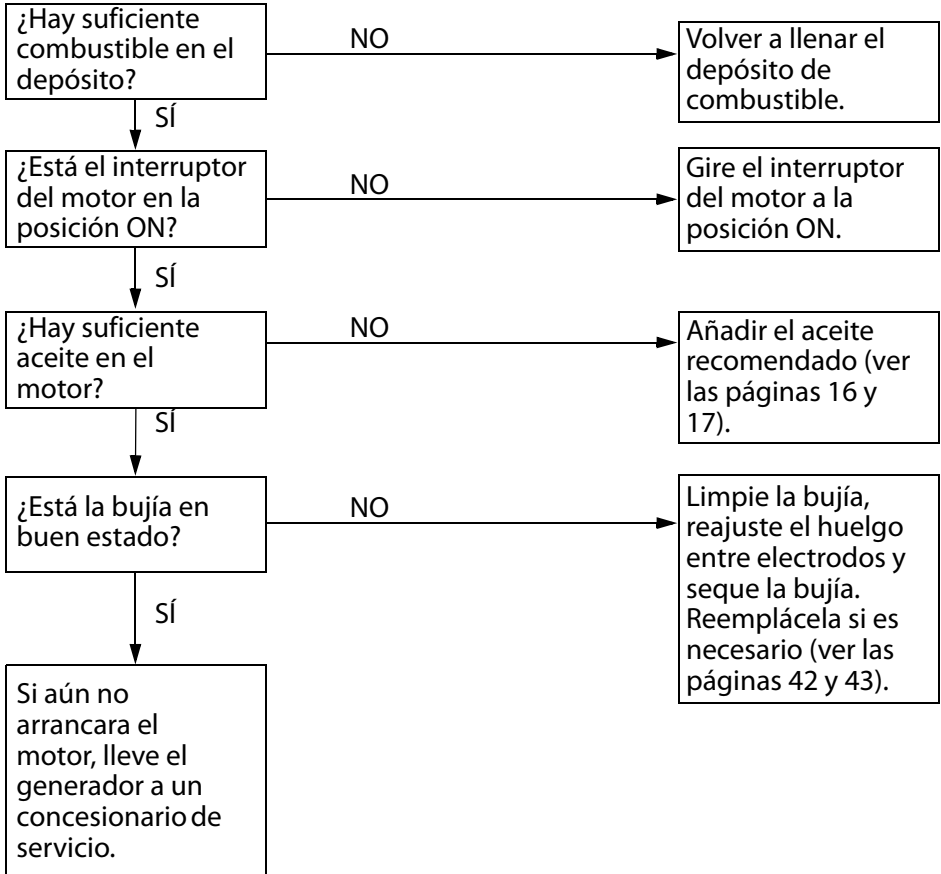 ¿Hay suficiente
combustible en el
depósito?
NO
Volver a llenar el
depósito de
combustible.
SÍ
¿Está el interruptor
del motor en la
posición ON?
NO
Gire el interruptor
del motor a la
posición ON.
SÍ
¿Hay suficiente
aceite en el
motor?
NO
Añadir el aceite
recomendado (ver
las páginas 16 y
17).
SÍ
¿Está la bujía en
buen estado?
NO
Limpie la bujía,
reajuste el huelgo
entre electrodos y
seque la bujía.
Reemplácela si es
necesario (ver las
páginas 42 y 43).
SÍ
Si aún no
arrancara el
motor, lleve el
generador a un
concesionario de
servicio.